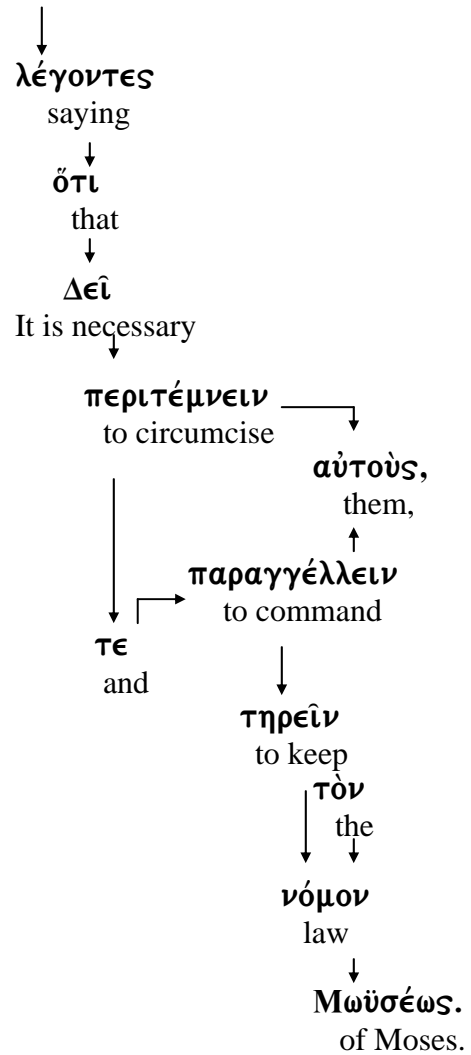 λέγοντες
saying
ὅτι
that
Δεῖ
It is necessary
περιτέμνειν
to circumcise
αὐτοὺς,
them,
παραγγέλλειν
to command
τε
and
τηρεῖν
to keep
τὸν
the
νόμον
law
Μωϋσέως.
of Moses.